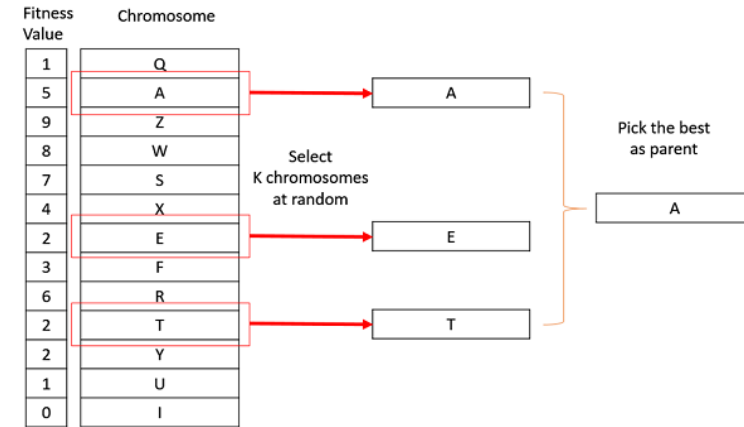 Fitness Value
Chromosome
1 Q
5 A
9 Z
8 W
7 S
4 X
2 E
3 F
6 R
2 T
2 Y
1 U
0 I
Select
K chromosomes
at random
A
E
T
Pick the best
as parent
A